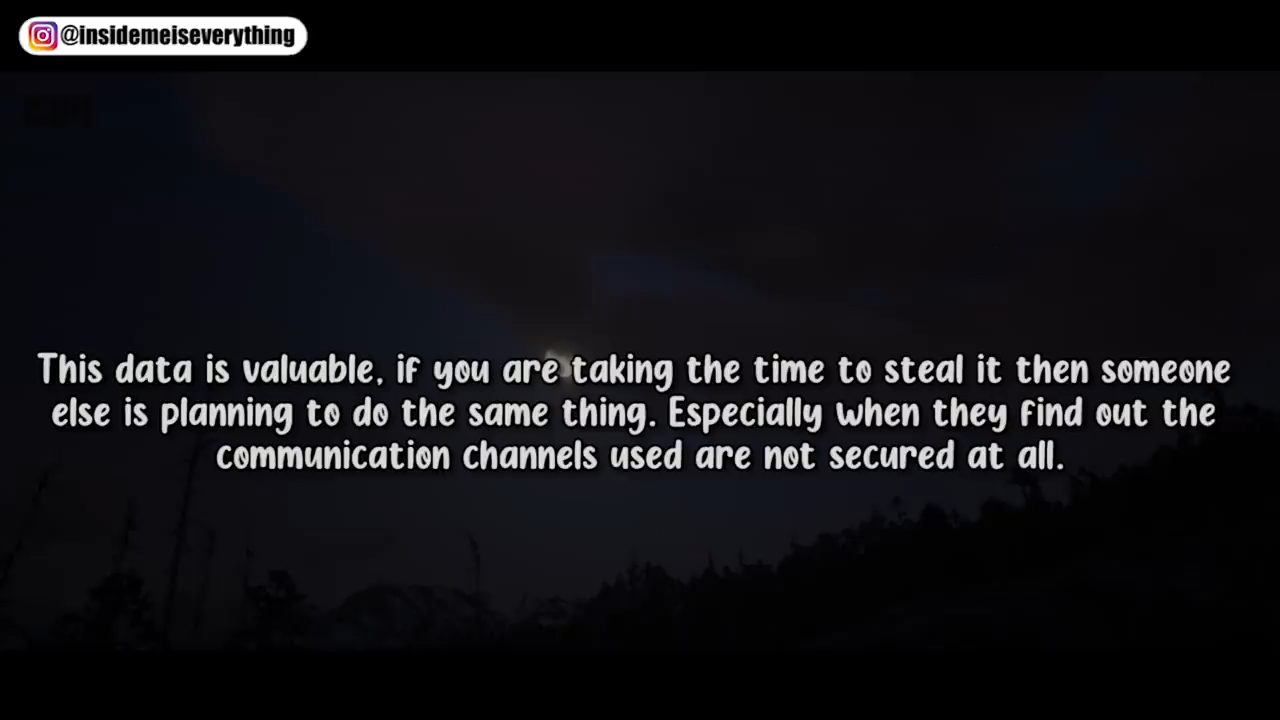 @insidemeiseverything
This data is valuable, if you are taking the time to steal it then someone
else is planning to do the same thing. Especially when they find out the
communication channels used are not secured at all.